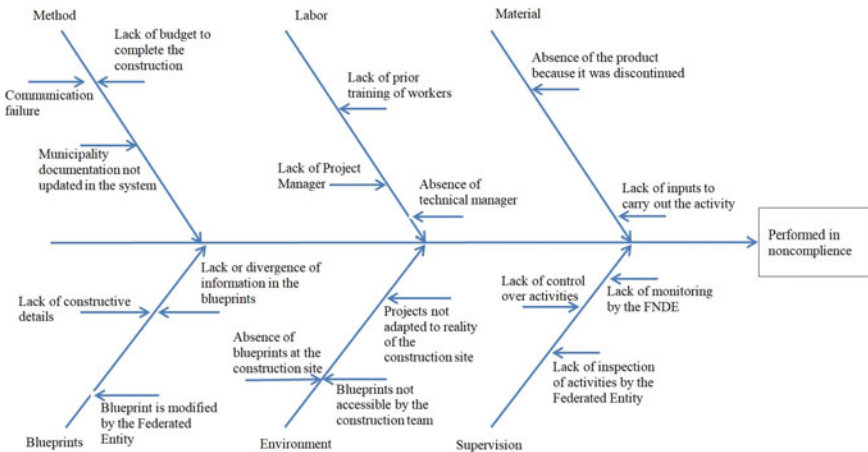 Method
Labor
Material
Lack of budget to
complete the
construction
Communication
failure
Municipality
documentation not
updated in the system
Lack of prior
training of workers
Lack of Project
Manager
Absence of
technical manager
Absence of the product
because it was discontinued
Lack of inputs to
carry out the activity
Performed in
noncomplience
Lack or divergence of
information in the
blueprints
Lack of constructive
details
Blueprint is modified
by the Federated
Entity
Blueprints
Projects not
adapted to reality
of the
construction site
Absence of
blueprints at the
construction site
Blueprints not
accessible by the
construction team
Environment
Lack of control
over activities
Lack of monitoring
by the FNDE
Lack of inspection
of activities by the
Federated Entity
Supervision